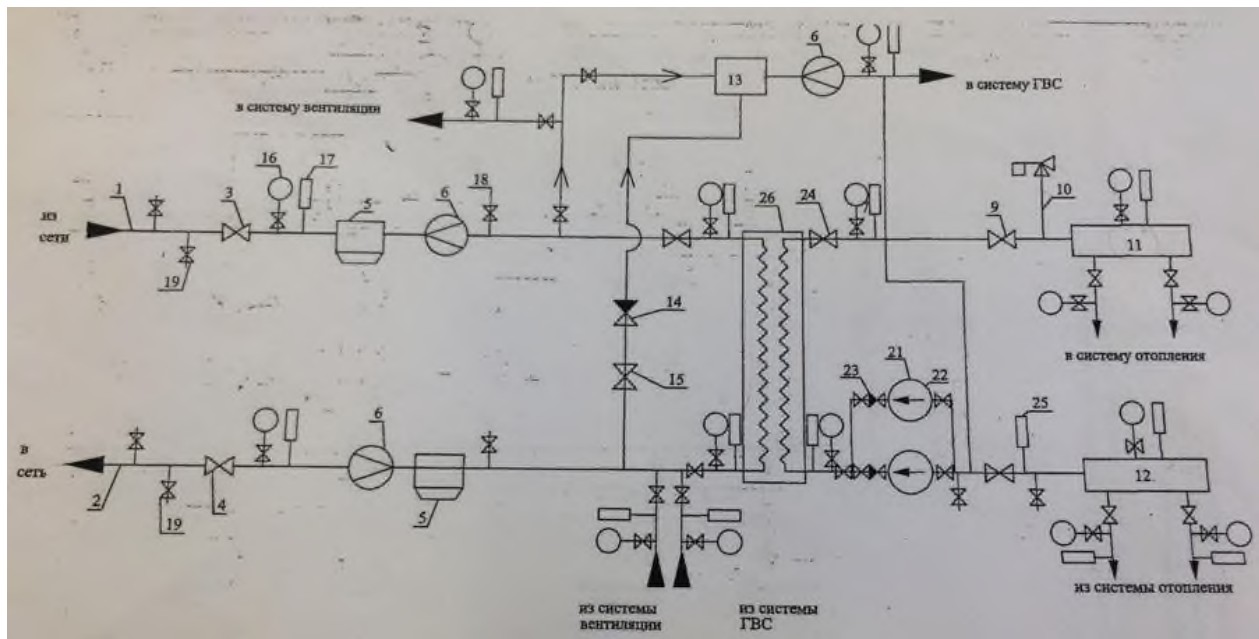 6
13
в систему ГВС
в систему вентиляции
16
17
1
3
5
6
18
26
24
9
10
из
сети
11
19
14
в систему отопления
15
21
23
22
6
25
в
сеть
12.
2
19
4
5
из системы отопления
из системы
вентиляции
из системы
ГВС